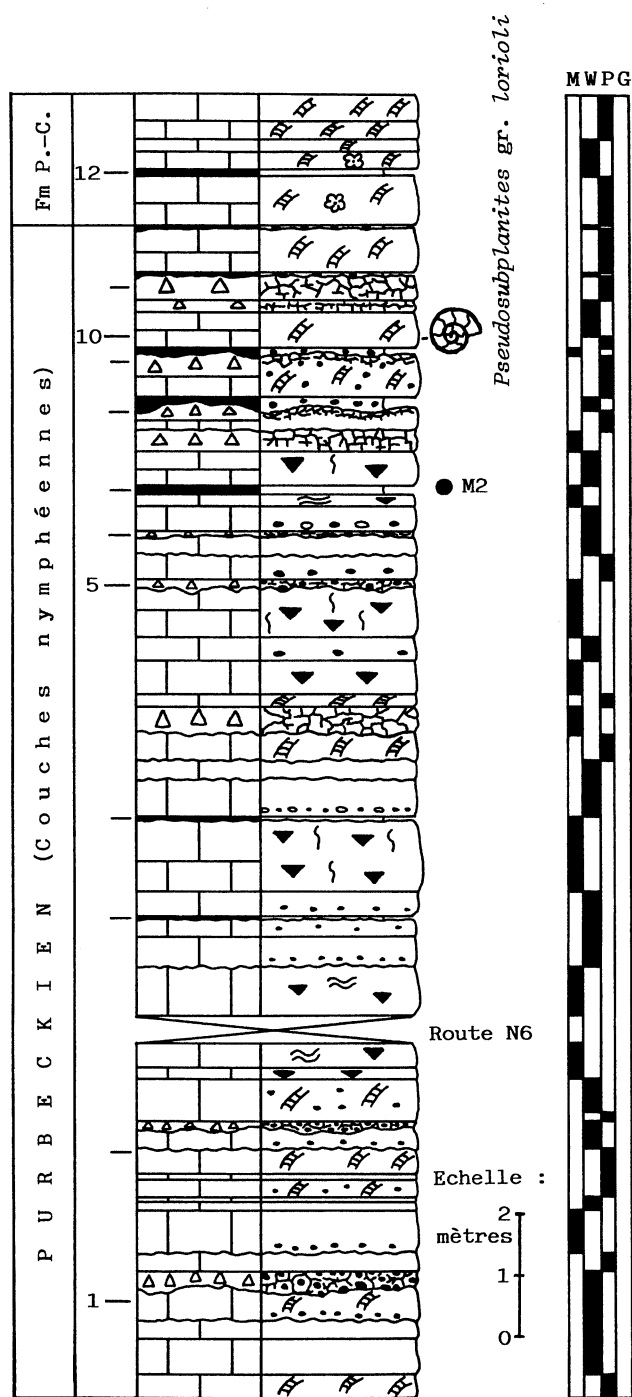 Pseudosubplanites gr. lorioli
MWPG
Fm P.-C.
12
10
PURBECKIEN (Couches nymphéennes)
M2
5
Route N6
Echelle :
2
mètres
1
0
1